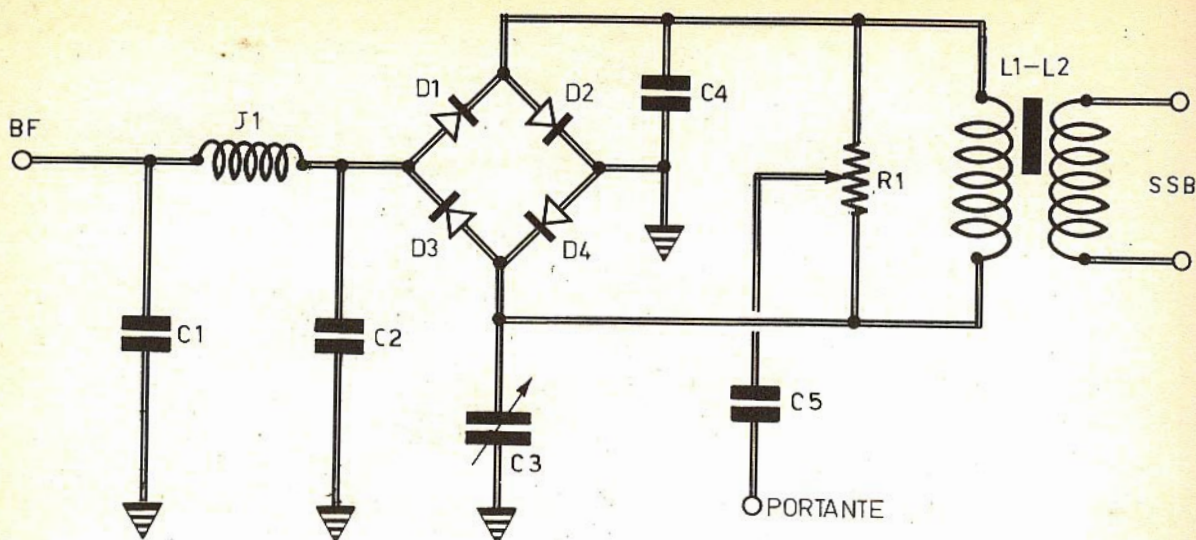 BF
J1
D1
D2
D3
D4
C4
R1
L1-L2
SSB
C1
C2
C3
C5
PORTANTE